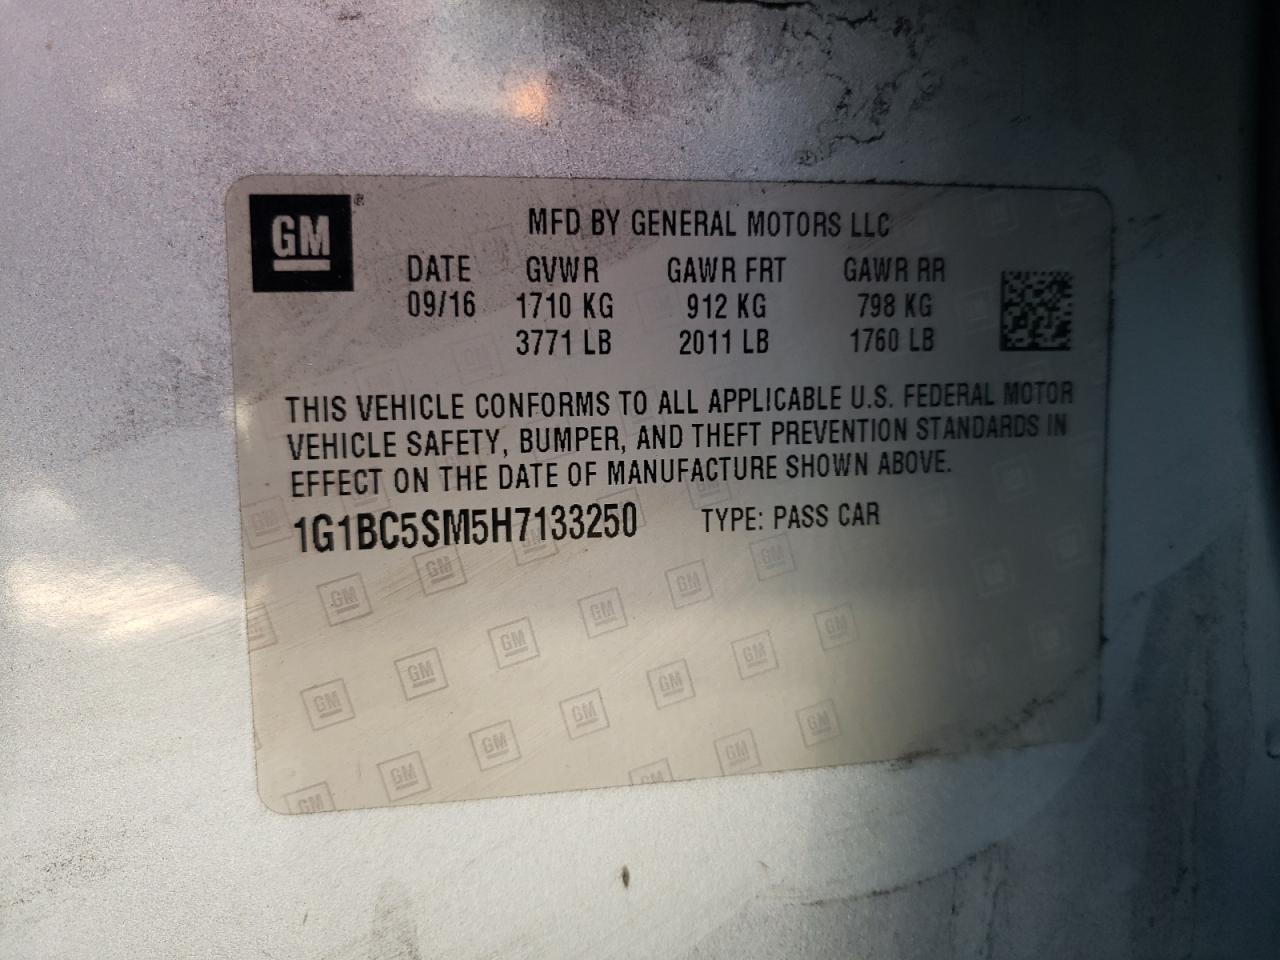 GM ®
MFD BY GENERAL MOTORS LLC
DATE GVWR GAWR FRT GAWR RR
09/16 1710 KG 912 KG 798 KG
3771 LB 2011 LB 1760 LB
THIS VEHICLE CONFORMS TO ALL APPLICABLE U.S. FEDERAL MOTOR
VEHICLE SAFETY, BUMPER, AND THEFT PREVENTION STANDARDS IN
EFFECT ON THE DATE OF MANUFACTURE SHOWN ABOVE.
1G1BC5SM5H7133250 TYPE: PASS CAR